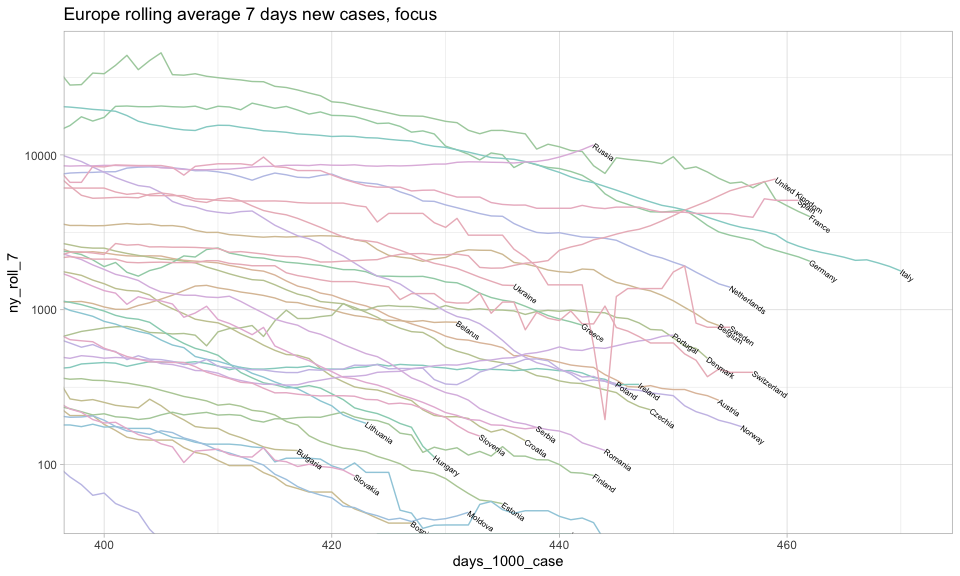 Europe rolling average 7 days new cases, focus
ny_roll_7
10000
1000
100
Russia
United Kingdom
Spain
France
Germany
Italy
Ukraine
Netherlands
Belarus
Greece
Sweden
Belgium
Portugal
Denmark
Switzerland
Ireland
Poland
Austria
Czechia
Norway
Lithuania
Serbia
Slovenia
Croatia
Romania
Bulgaria
Hungary
Slovakia
Finland
Estonia
Moldova
400
420
440
460
days_1000_case